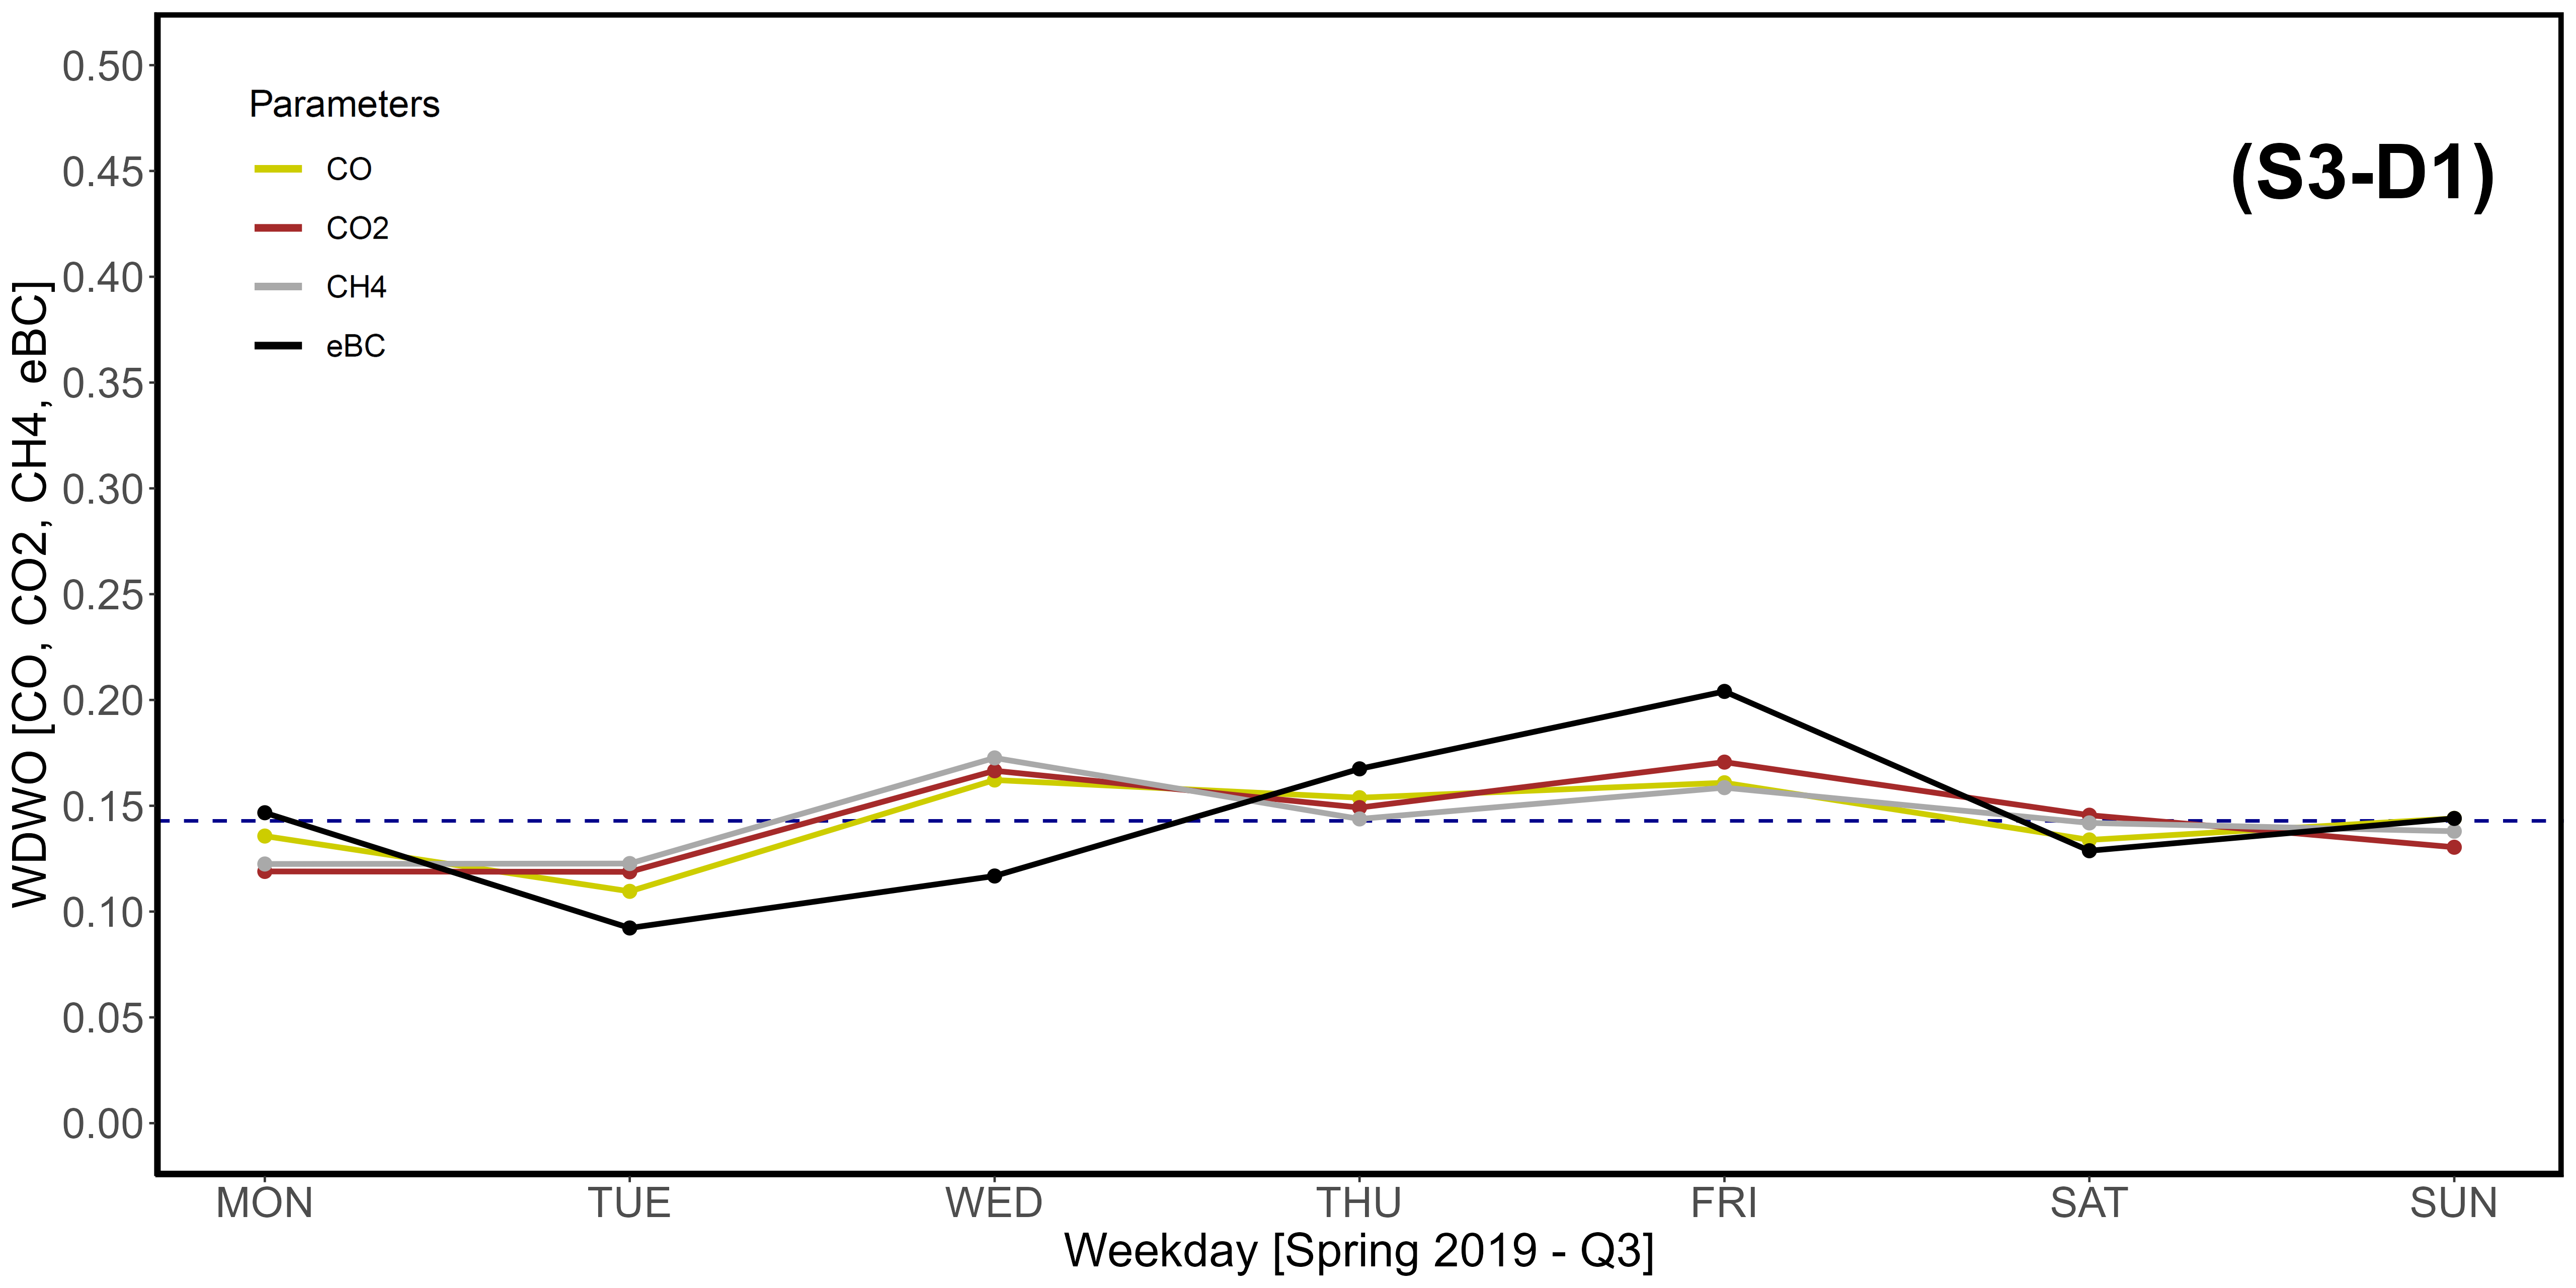 WDWO [CO, CO2, CH4, eBC]
0.50
0.45
0.40
0.35
0.30
0.25
0.20
0.15
0.10
0.05
0.00
Parameters
CO
CO2
CH4
eBC
(S3-D1)
MON TUE WED THU FRI SAT SUN
Weekday [Spring 2019 - Q3]